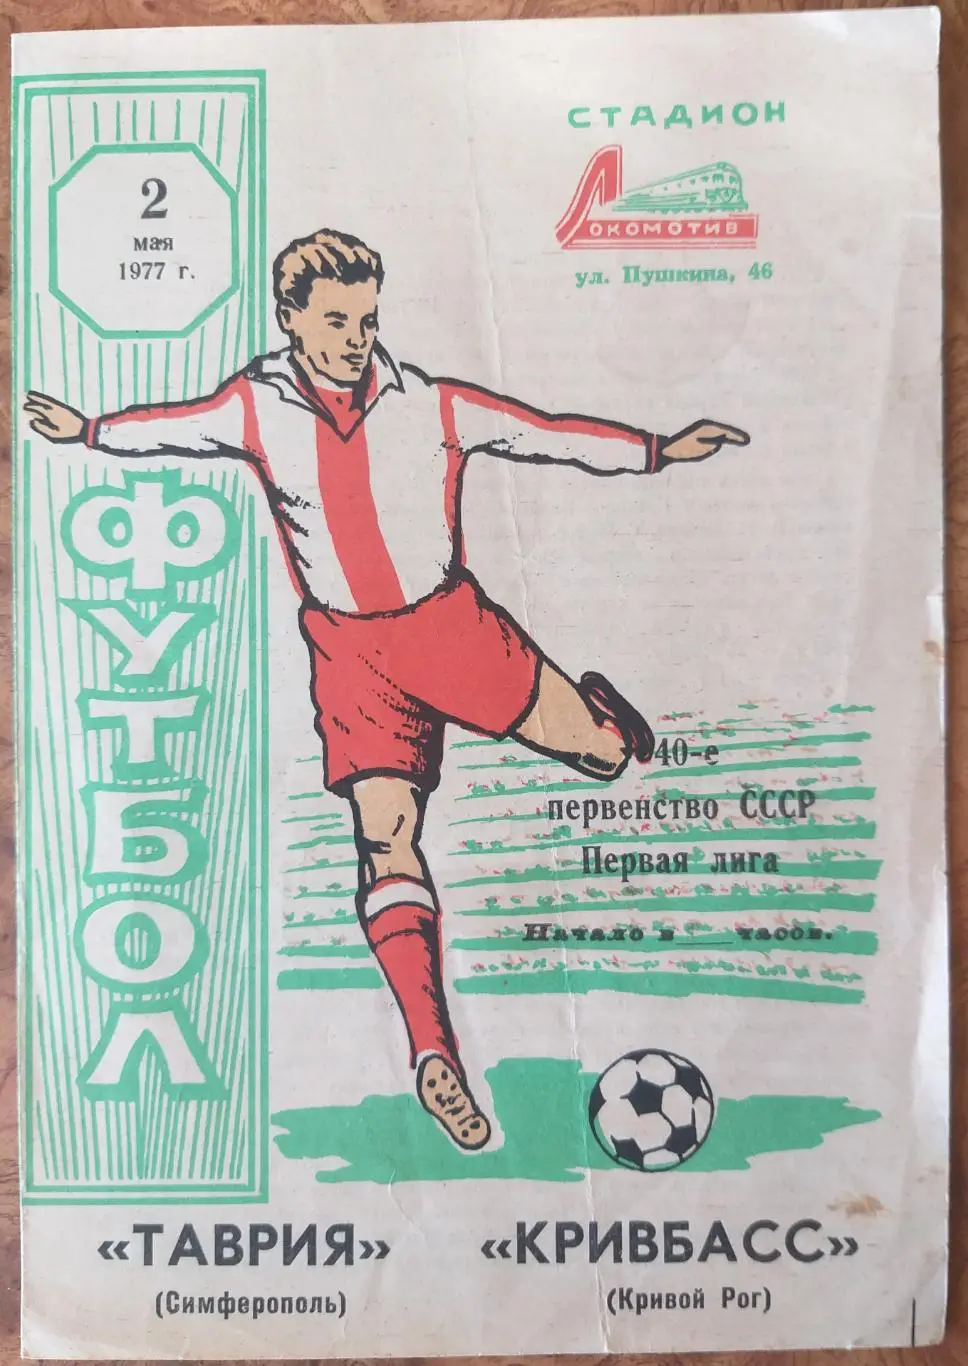 СТАДИОН
ЛОКОМОТИВ
ул. Пушкина, 46
2
мая
1977 г.
ФУТБОЛ
40-е
первенство СССР
Первая лига
Начало в ___ часов.
«ТАВРИЯ» «КРИВБАСС»
(Симферополь) (Кривой Рог)